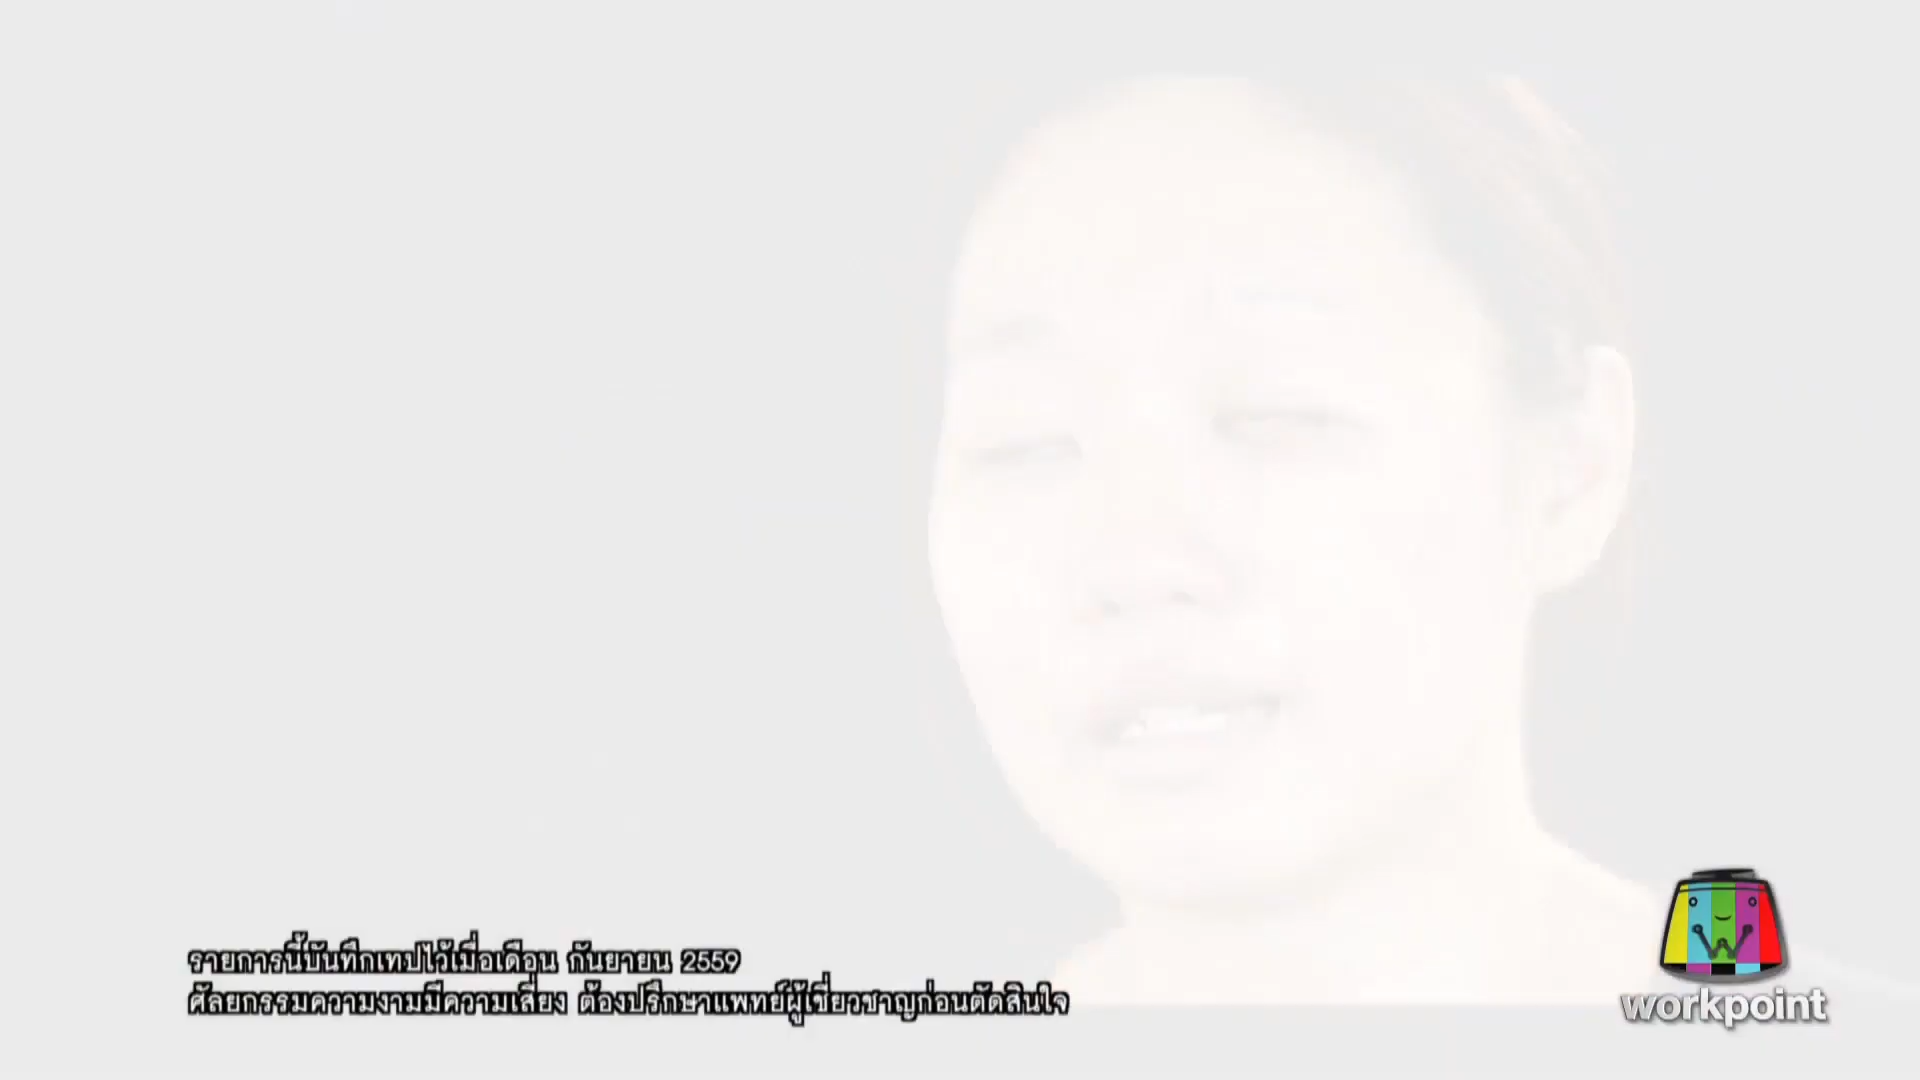 รายการนี้บันทึกเทปไว้เมื่อเดือน กันยายน 2559
ศัลยกรรมความงามมีความเสี่ยง ต้องปรึกษาแพทย์ผู้เชี่ยวชาญก่อนตัดสินใจ
workpoint